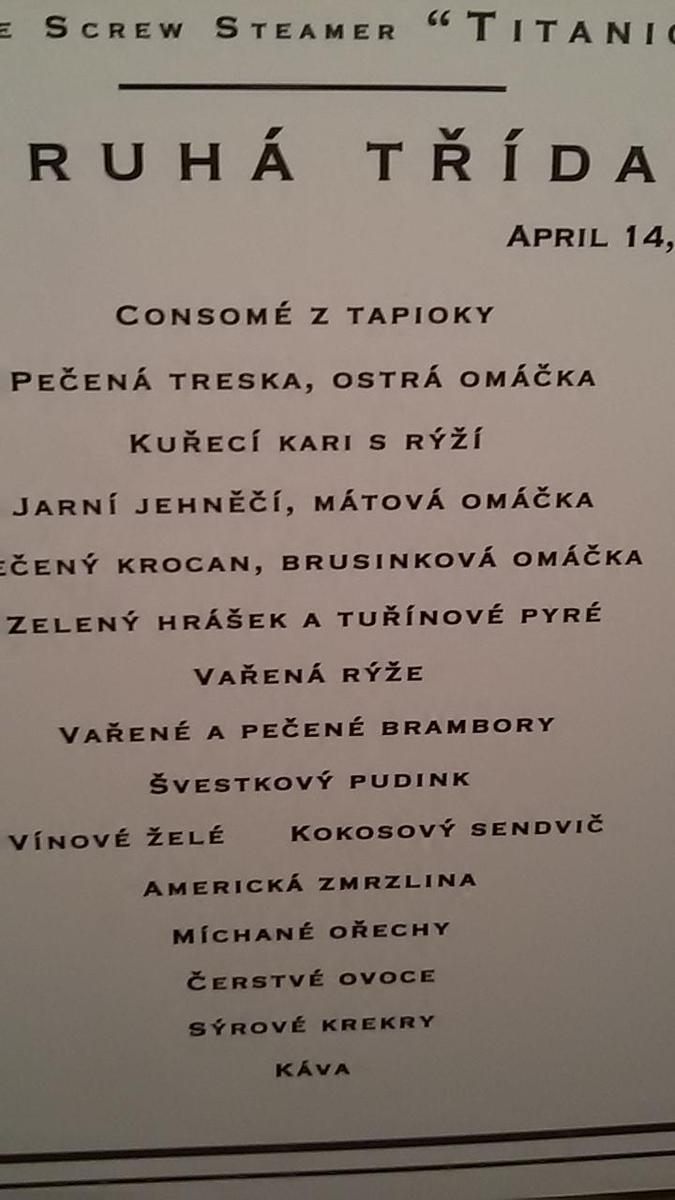 E SCREW STEAMER “TITANIC
RUHÁ TŘÍDA
APRIL 14,
CONSOMÉ Z TAPIOKY
PEČENÁ TRESKA, OSTRÁ OMÁČKA
KUŘECÍ KARI S RÝŽÍ
JARNÍ JEHNĚČÍ, MÁTOVÁ OMÁČKA
EČENÝ KROCAN, BRUSINKOVÁ OMÁČKA
ZELENÝ HRÁŠEK A TUŘÍNOVÉ PYRÉ
VAŘENÁ RÝŽE
VAŘENÉ A PEČENÉ BRAMBORY
ŠVESTKOVÝ PUDINK
VÍNOVÉ ŽELÉ KOKOSOVÝ SENDVIČ
AMERICKÁ ZMRZLINA
MÍCHANÉ OŘECHY
ČERSTVÉ OVOCE
SÝROVÉ KREKRY
KÁVA